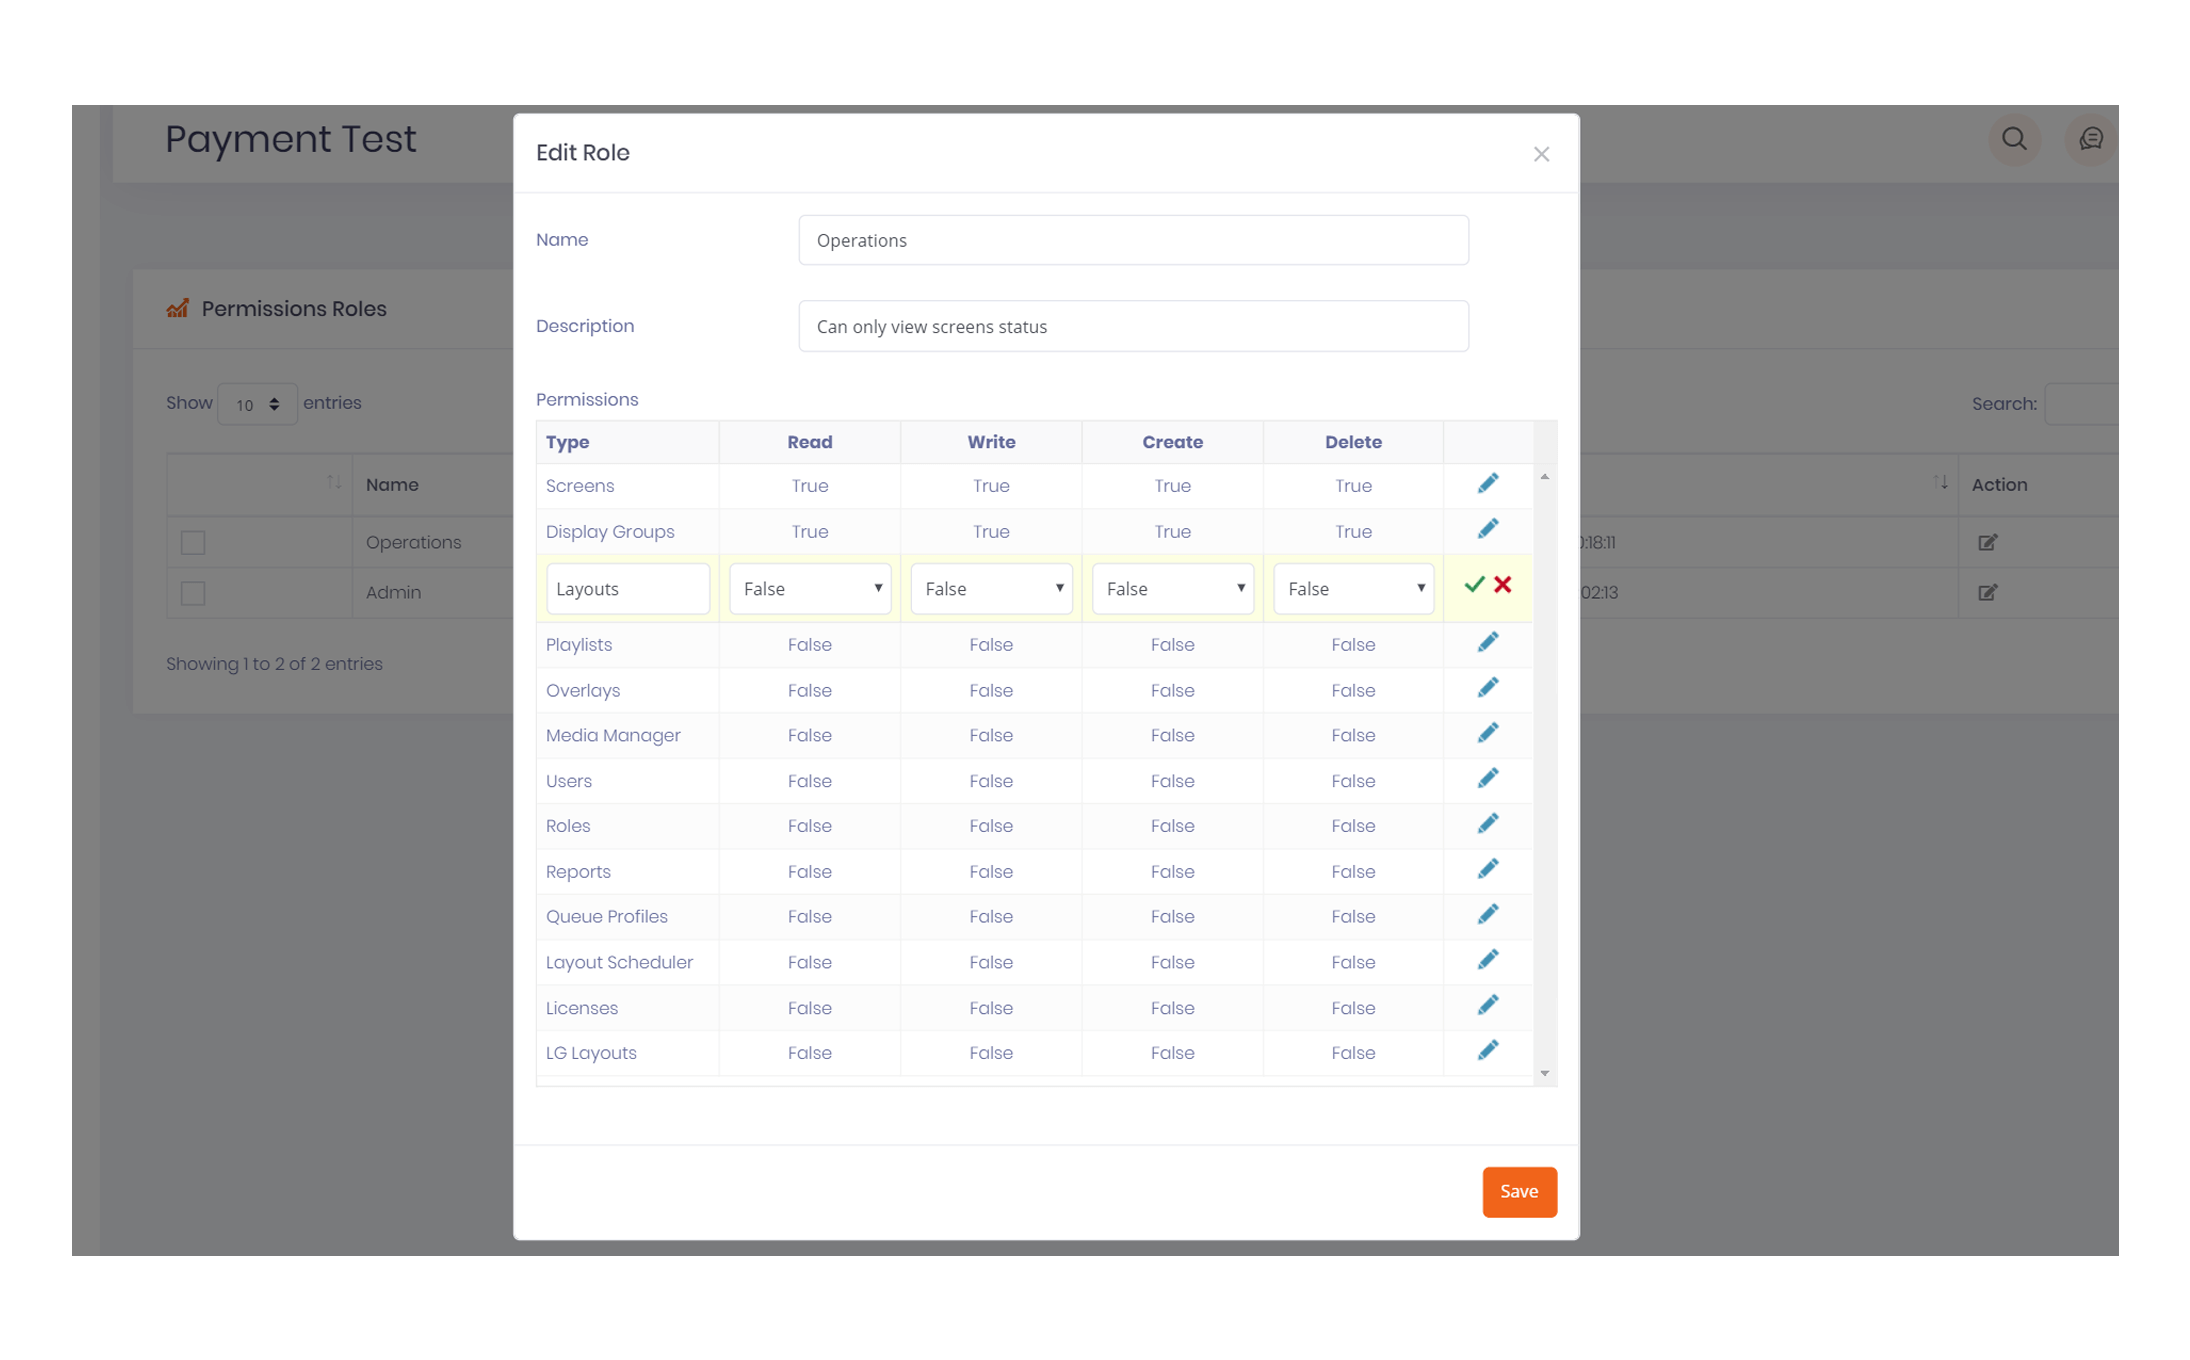 Payment Test
Edit Role
Name
Operations
Permissions Roles
Description
Can only view screens status
Show 10 entries
Search:
Permissions
Type Read Write Create Delete
Name
Action
Screens True True True True
Display Groups True True True True
Operations
0:18:11
Layouts False False False False
Admin
02:13
Playlists False False False False
Showing 1 to 2 of 2 entries
Overlays False False False False
Media Manager False False False False
Users False False False False
Roles False False False False
Reports False False False False
Queue Profiles False False False False
Layout Scheduler False False False False
Licenses False False False False
LG Layouts False False False False
Save